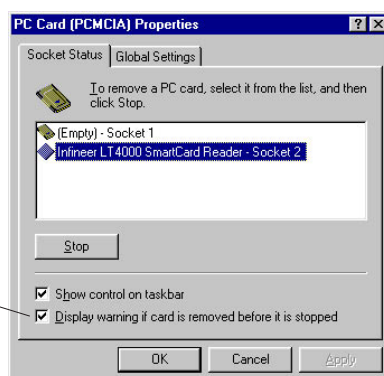 PC Card (PCMCIA) Properties
Socket Status
Global Settings
To remove a PC card, select it from the list, and then
click Stop.
(Empty) - Socket 1
Infineer LT4000 SmartCard Reader - Socket 2
Stop
Show control on taskbar
Display warning if card is removed before it is stopped
OK
Cancel
Apply